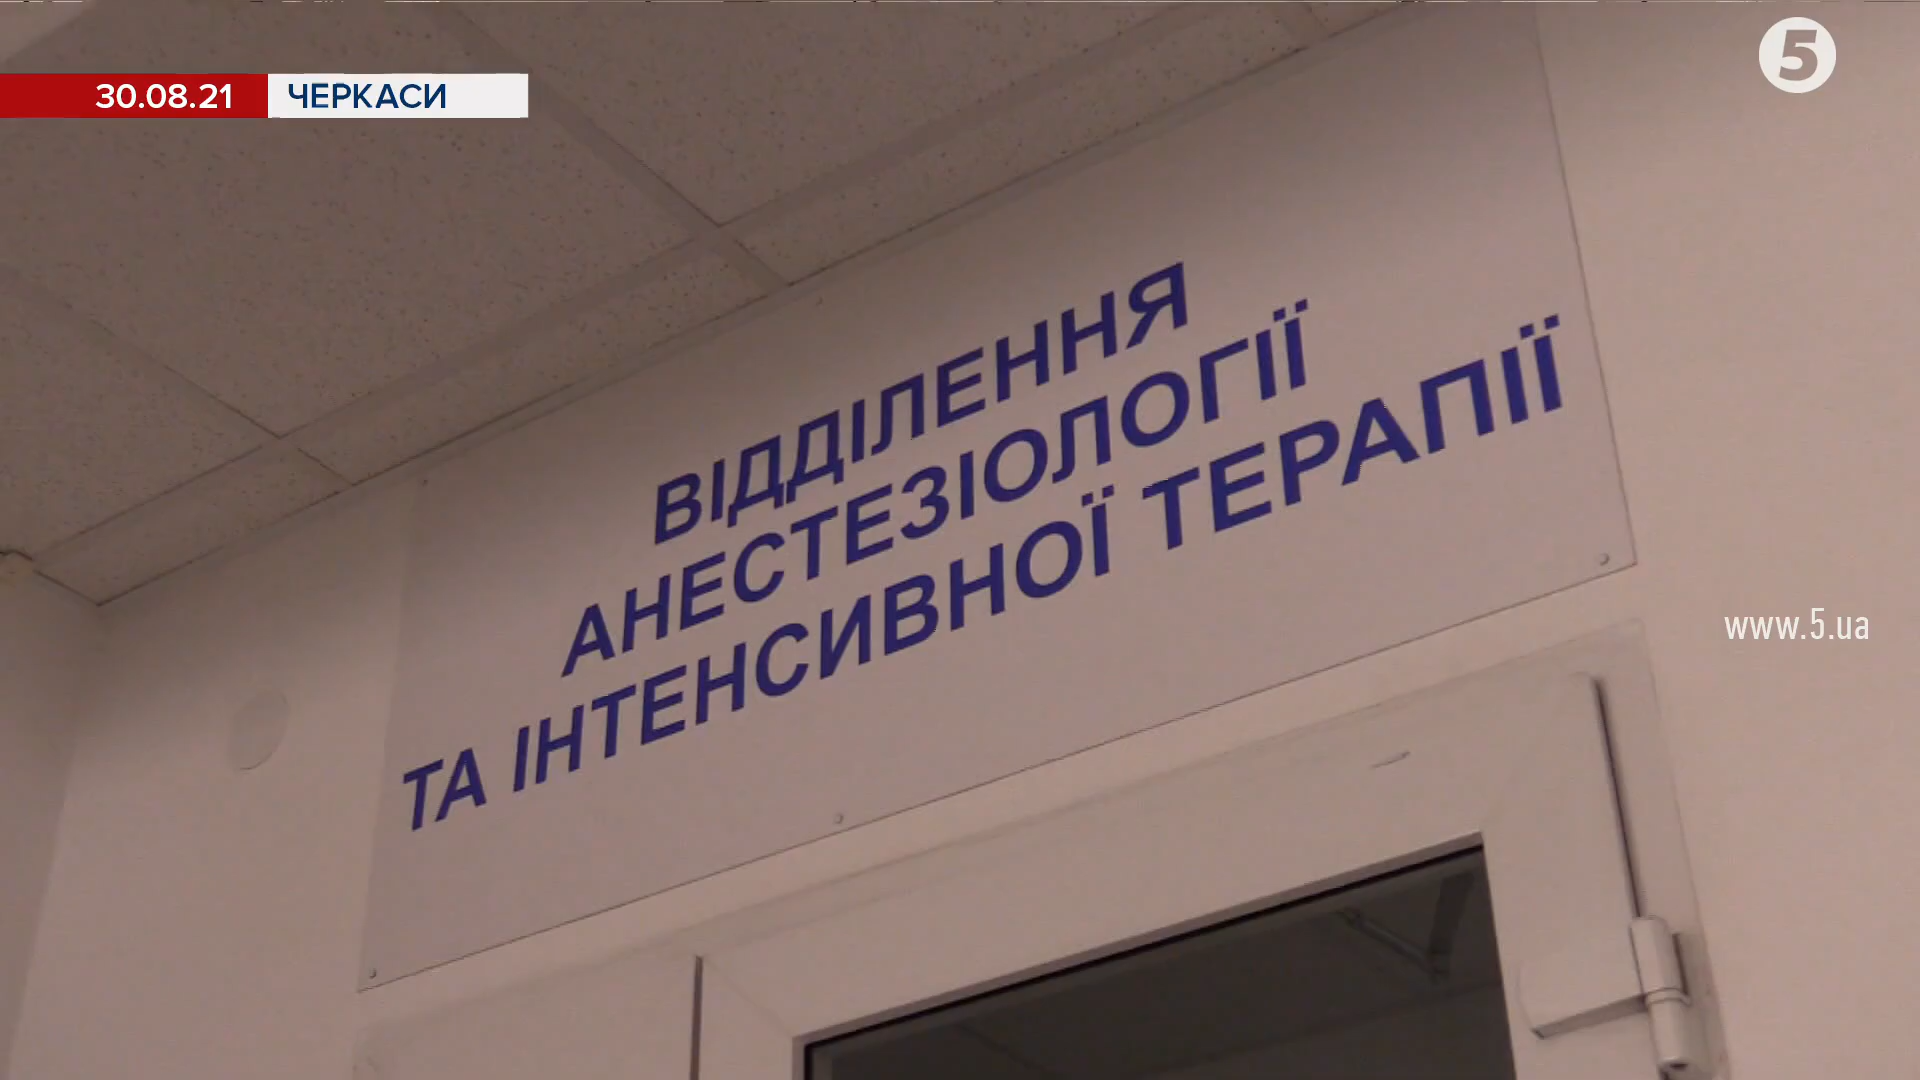 30.08.21 ЧЕРКАСИ
5
ВІДДІЛЕННЯ
АНЕСТЕЗІОЛОГІЇ
ТА ІНТЕНСИВНОЇ ТЕРАПІЇ
www.5.ua